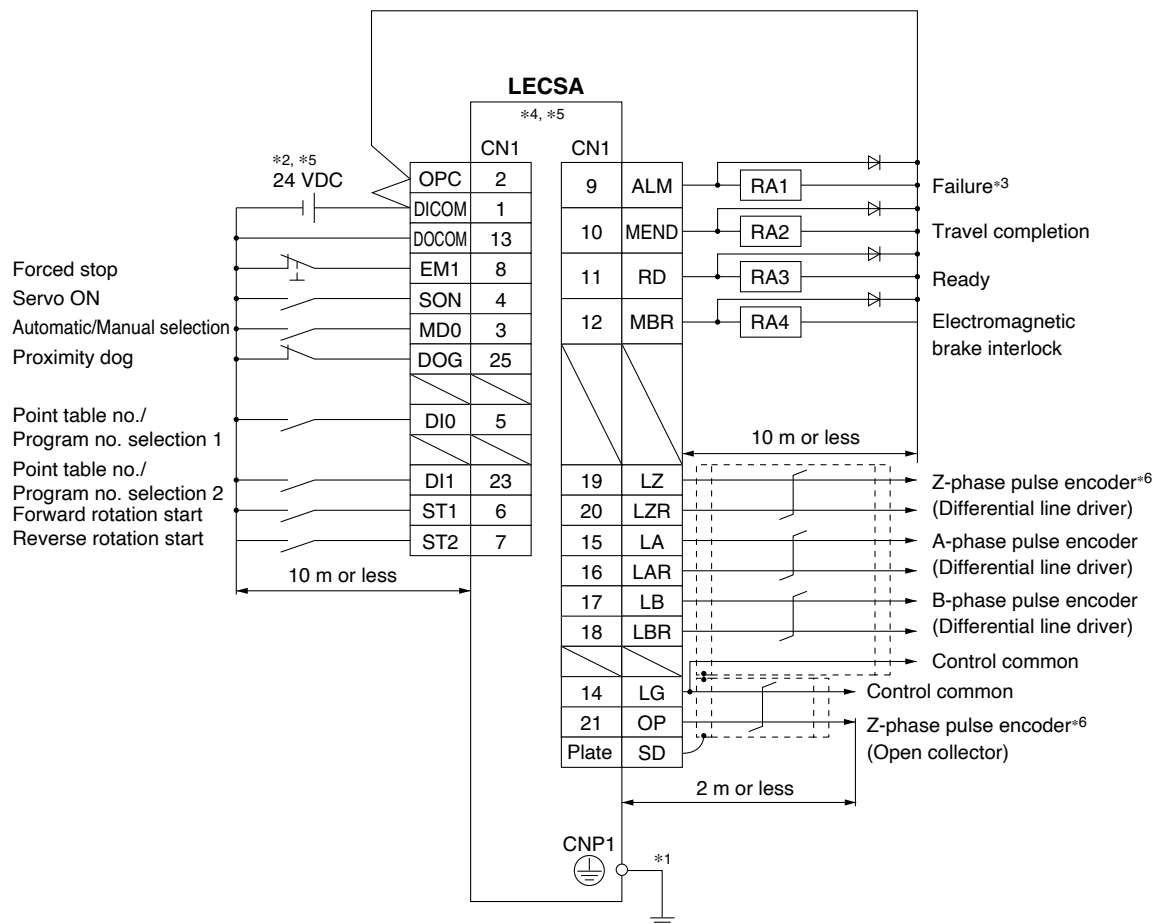 LECSA
*4, *5
CN1
CN1
*2, *5
24 VDC
OPC 2
DICOM 1
DOCOM 13
Forced stop EM1 8
Servo ON SON 4
Automatic/Manual selection MD0 3
Proximity dog DOG 25
Point table no./
Program no. selection 1
DI0 5
Point table no./
Program no. selection 2
DI1 23
Forward rotation start ST1 6
Reverse rotation start ST2 7
10 m or less
9 ALM RA1 Failure*3
10 MEND RA2 Travel completion
11 RD RA3 Ready
12 MBR RA4 Electromagnetic
brake interlock
10 m or less
19 LZ Z-phase pulse encoder*6
20 LZR (Differential line driver)
15 LA A-phase pulse encoder
16 LAR (Differential line driver)
17 LB B-phase pulse encoder
18 LBR (Differential line driver)
Control common
14 LG Control common
21 OP Z-phase pulse encoder*6
Plate SD (Open collector)
2 m or less
CNP1
*1